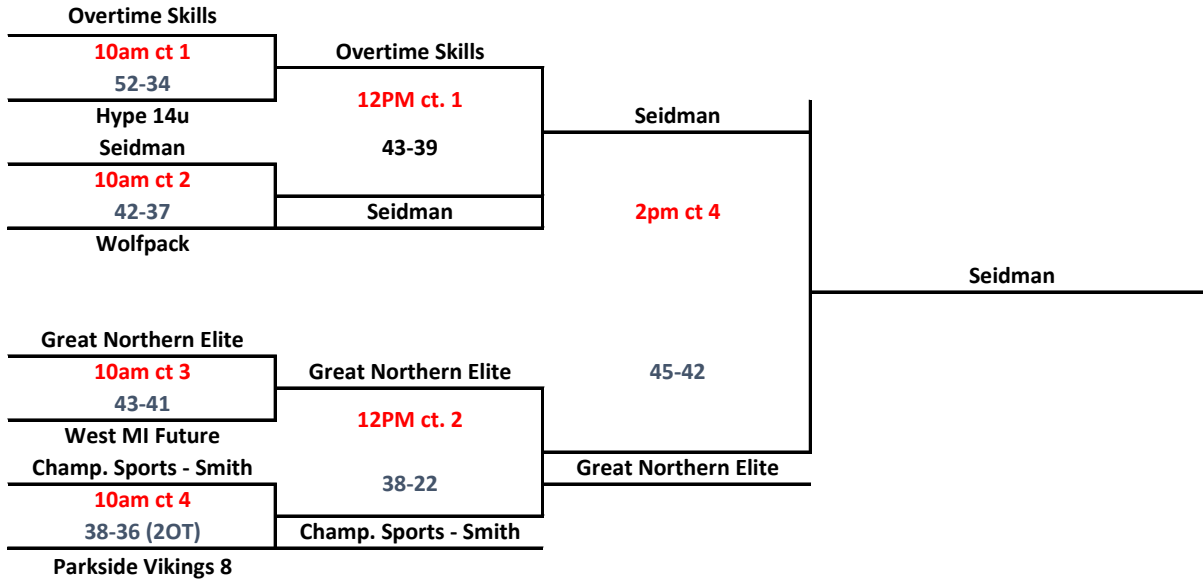 Overtime Skills
10am ct 1
52-34
Hype 14u
Seidman
10am ct 2
42-37
Wolfpack
Great Northern Elite
10am ct 3
43-41
West MI Future
Champ. Sports - Smith
10am ct 4
38-36 (2OT)
Parkside Vikings 8
Overtime Skills
12PM ct. 1
43-39
Seidman
Great Northern Elite
12PM ct. 2
38-22
Champ. Sports - Smith
Seidman
2pm ct 4
45-42
Great Northern Elite
Seidman